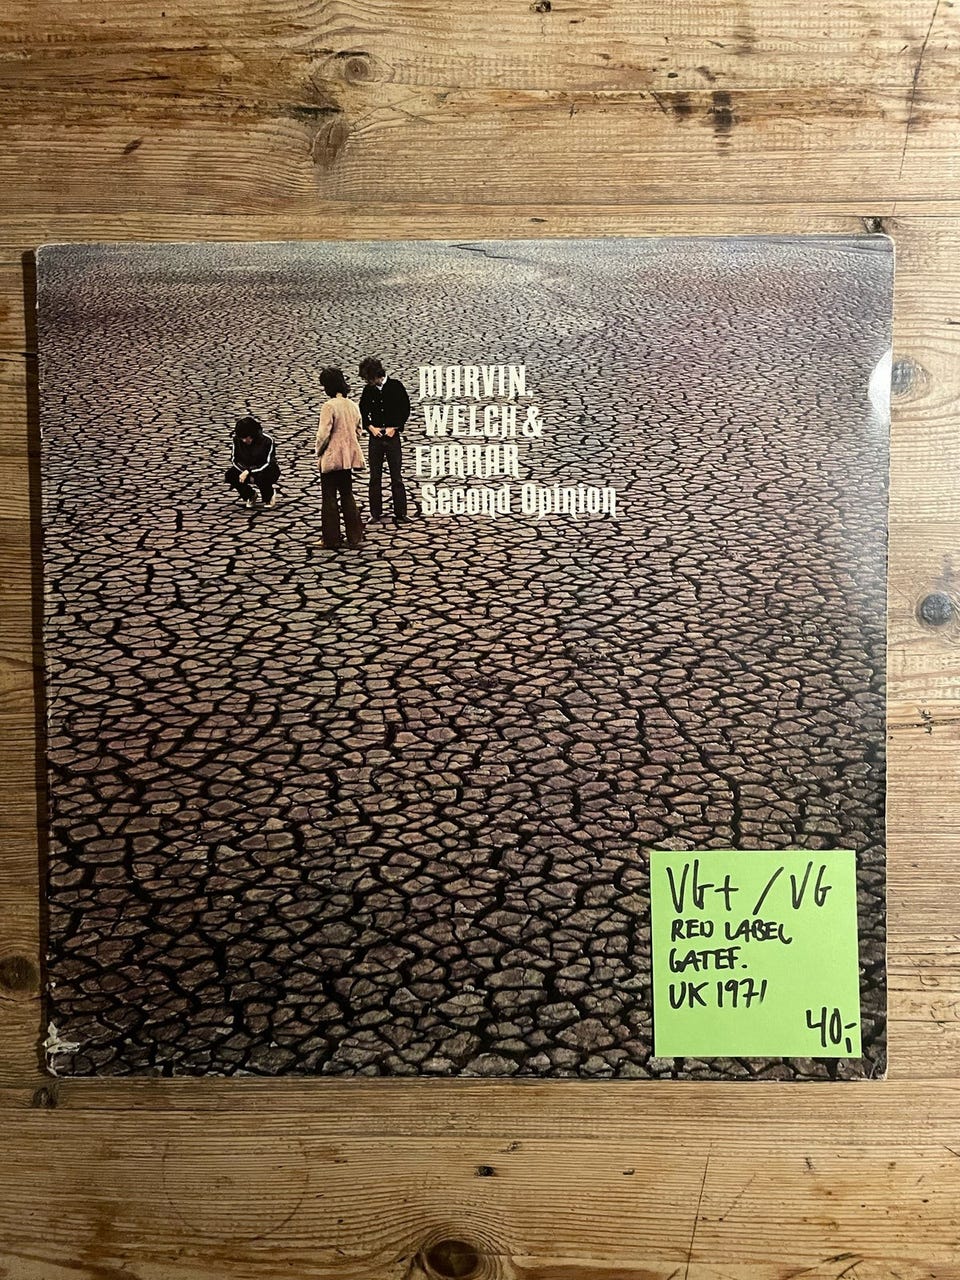 MARVIN,
WELCH &
FARRAR
Second Opinion
VG+ / VG
RED LABEL
GATEF.
UK 1971
40,-